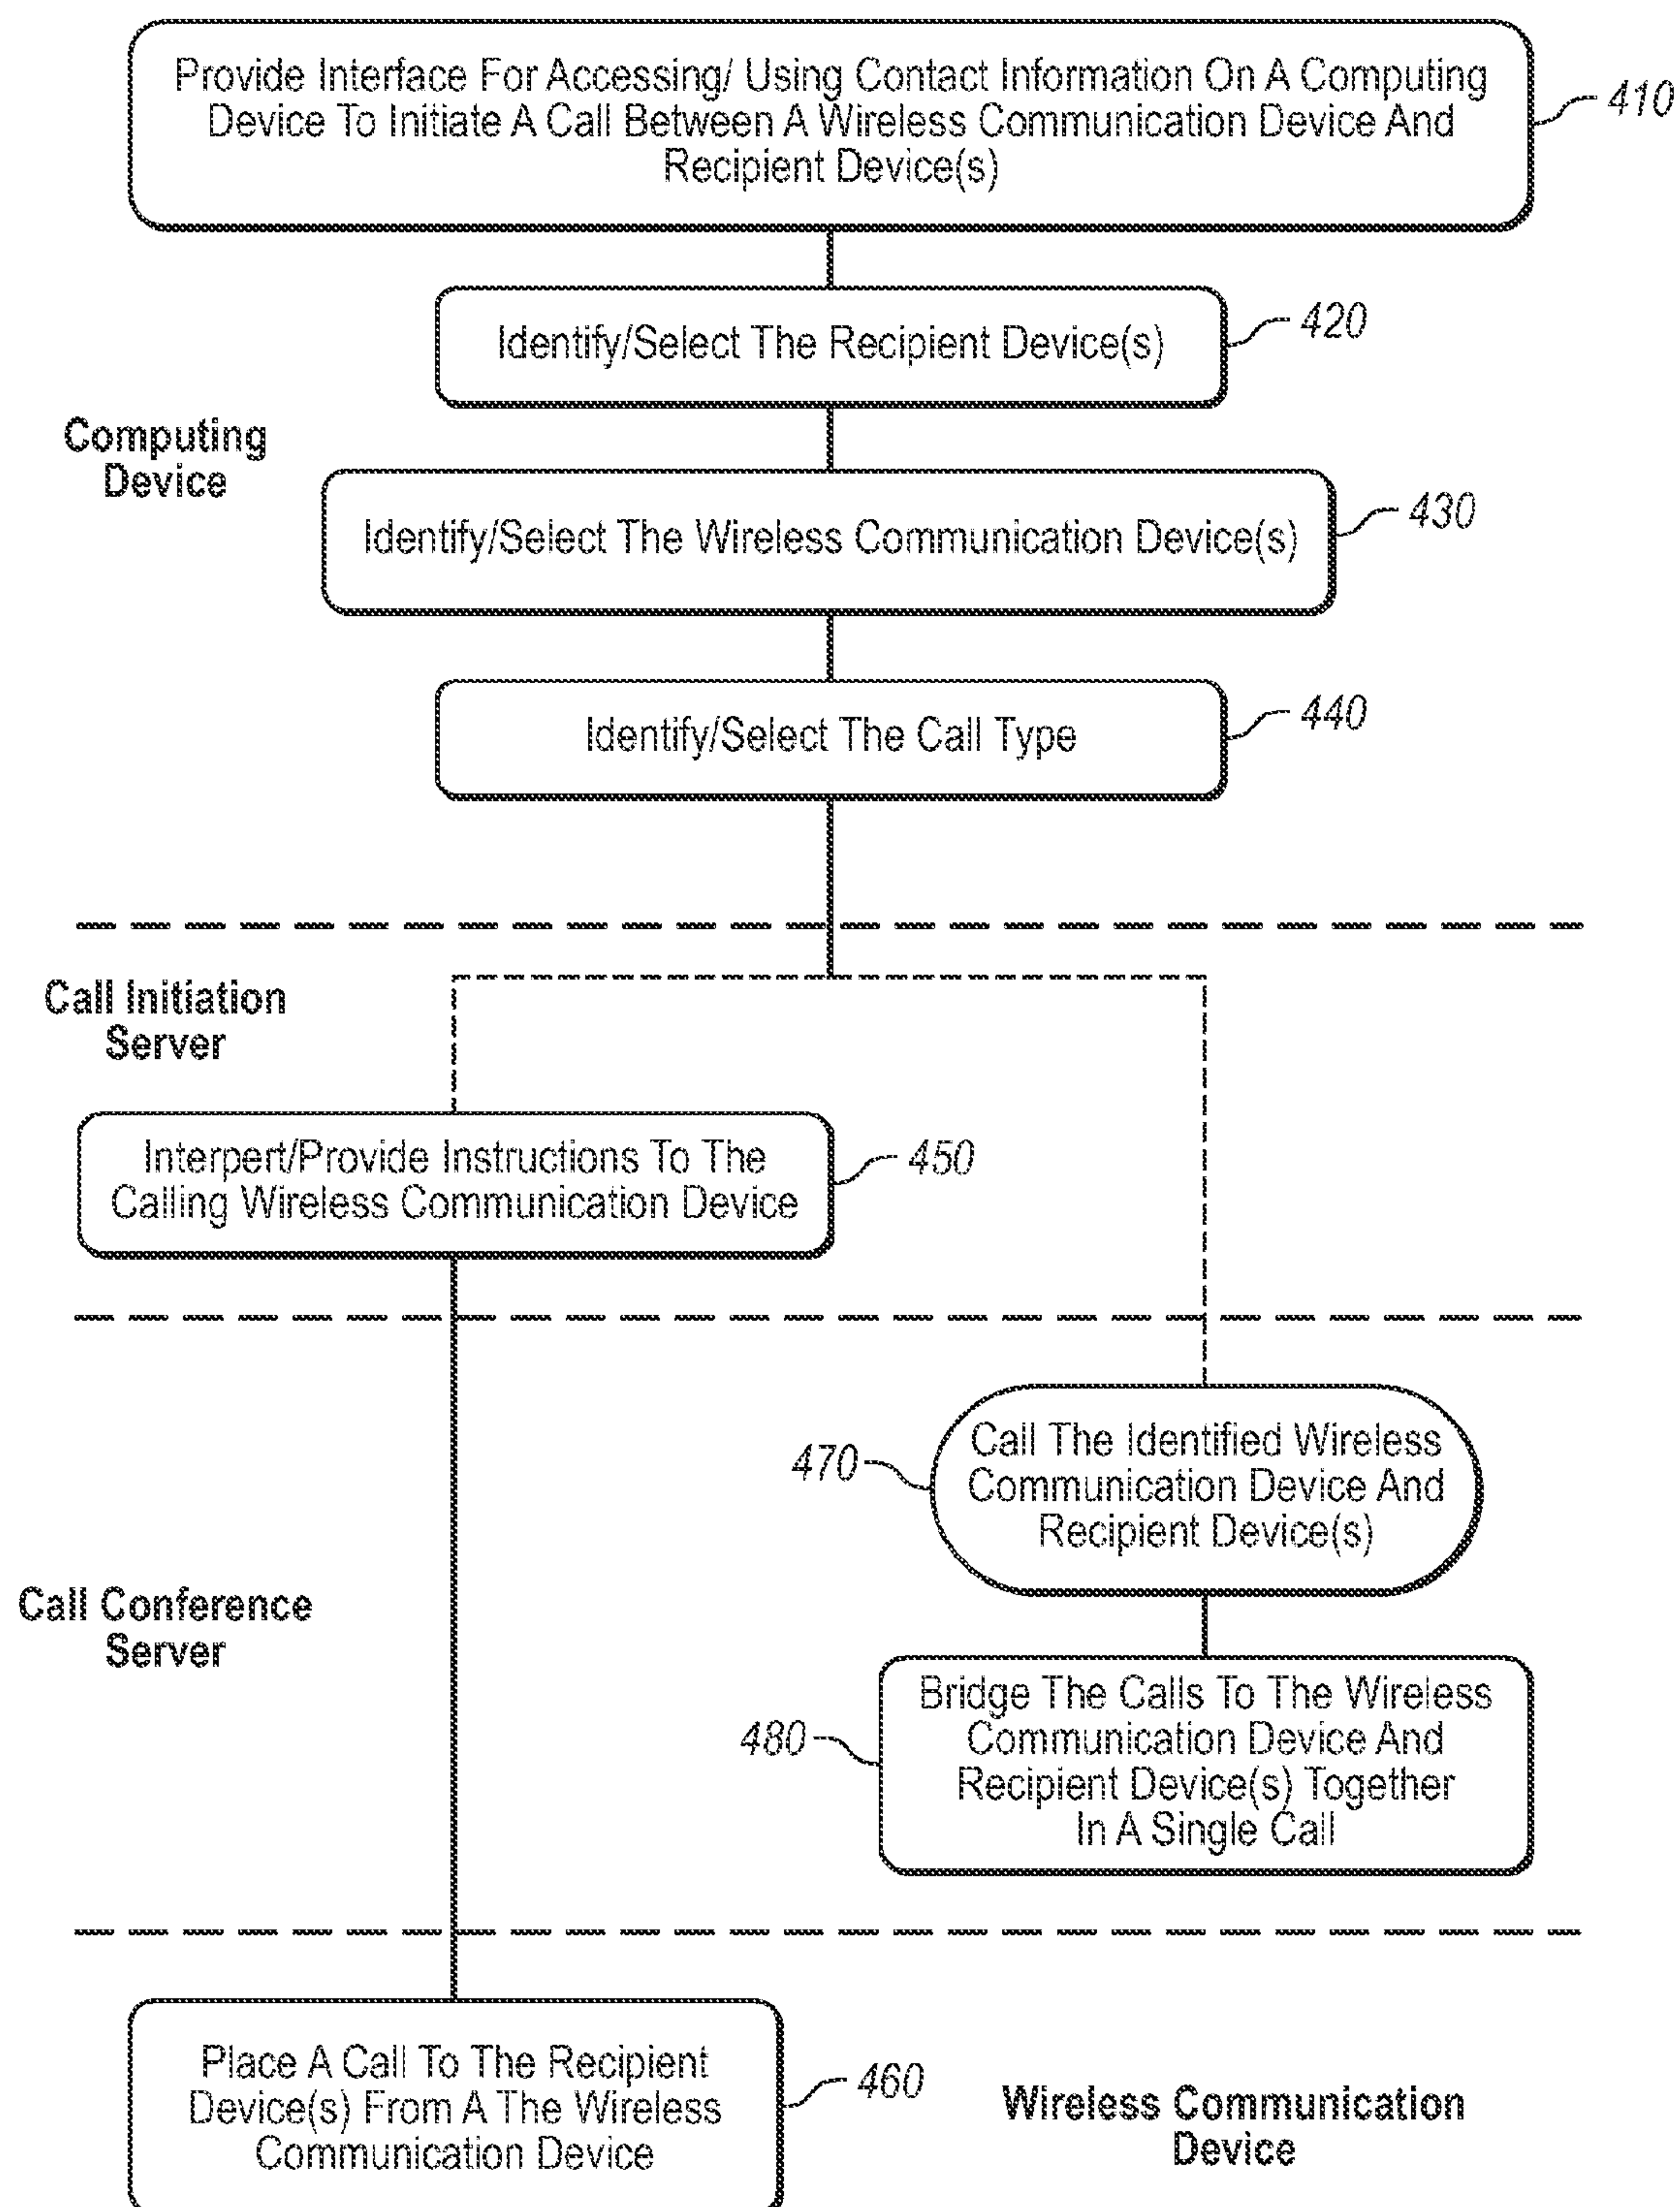 Provide Interface For Accessing/ Using Contact Information On A Computing
Device To Initiate A Call Between A Wireless Communication Device And
Recipient Device(s)
410
Identify/Select The Recipient Device(s)
420
Computing
Device
Identify/Select The Wireless Communication Device(s)
430
Identify/Select The Call Type
440
Call Initiation
Server
Interpert/Provide Instructions To The
Calling Wireless Communication Device
450
Call The Identified Wireless
Communication Device And
Recipient Device(s)
470
Call Conference
Server
Bridge The Calls To The Wireless
Communication Device And
Recipient Device(s) Together
In A Single Call
480
Place A Call To The Recipient
Device(s) From A The Wireless
Communication Device
460
Wireless Communication
Device